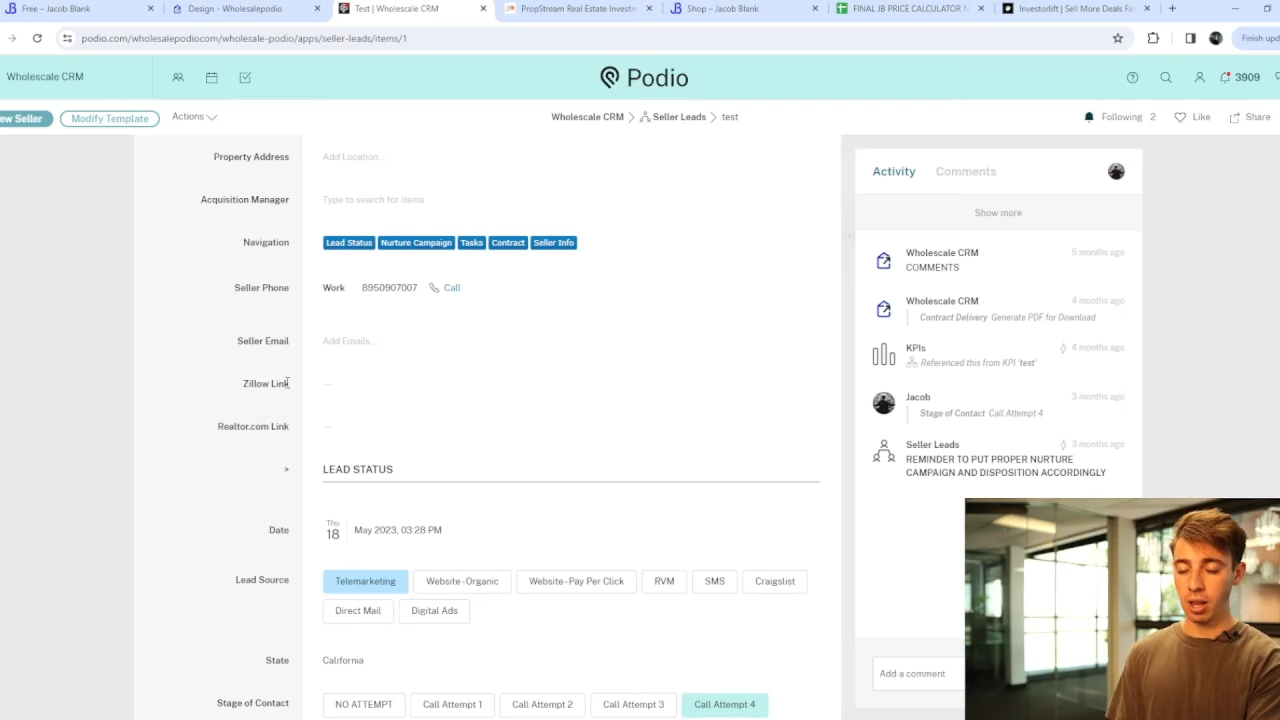 Free – Jacob Blank
Design - Wholesalepodio
Test | Wholescale CRM
PropStream Real Estate Investm
Shop – Jacob Blank
FINAL JB PRICE CALCULATOR
Investorlift | Sell More Deals Fa
podio.com/wholesalepodiocom/wholesale-podio/apps/seller-leads/items/1
Finish upd
Wholescale CRM
Podio
3909
ew Seller
Modify Template
Actions
Wholescale CRM > Seller Leads > test
Following 2
Like
Share
Property Address
Add Location...
Acquisition Manager
Type to search for items
Navigation
Lead Status Nurture Campaign Tasks Contract Seller Info
Seller Phone
Work 8950907007 Call
Seller Email
Add Emails...
Zillow Link
—
Realtor.com Link
—
>
LEAD STATUS
Date
Thu
18
May 2023, 03:28 PM
Lead Source
Telemarketing Website - Organic Website - Pay Per Click RVM SMS Craigslist
Direct Mail Digital Ads
State
California
Stage of Contact
NO ATTEMPT Call Attempt 1 Call Attempt 2 Call Attempt 3 Call Attempt 4
Activity Comments
Show more
Wholescale CRM 5 months ago
COMMENTS
Wholescale CRM 4 months ago
Contract Delivery Generate PDF for Download
KPIs 4 months ago
Referenced this from KPI 'test'
Jacob 3 months ago
Stage of Contact Call Attempt 4
Seller Leads 3 months ago
REMINDER TO PUT PROPER NURTURE
CAMPAIGN AND DISPOSITION ACCORDINGLY
Add a comment